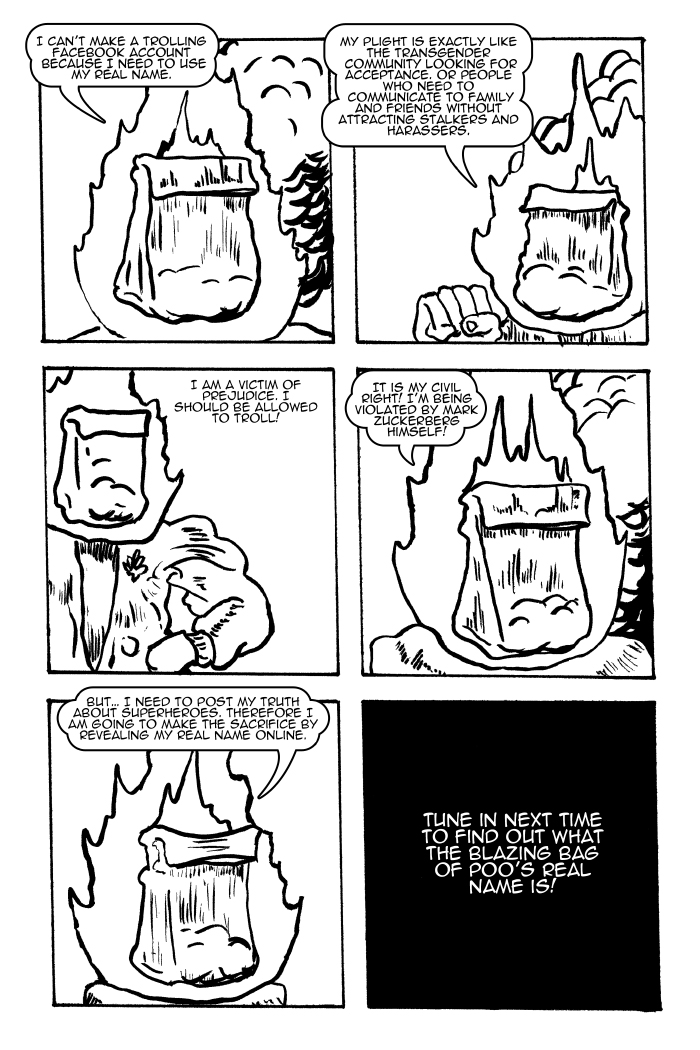 I CAN'T MAKE A TROLLING
FACEBOOK ACCOUNT
BECAUSE I NEED TO USE
MY REAL NAME.
MY PLIGHT IS EXACTLY LIKE
THE TRANSGENDER
COMMUNITY LOOKING FOR
ACCEPTANCE. OR PEOPLE
WHO NEED TO
COMMUNICATE TO FAMILY
AND FRIENDS WITHOUT
ATTRACTING STALKERS AND
HARASSERS.
I AM A VICTIM OF
PREJUDICE. I
SHOULD BE ALLOWED
TO TROLL!
IT IS MY CIVIL
RIGHT! I'M BEING
VIOLATED BY MARK
ZUCKERBERG
HIMSELF!
BUT... I NEED TO POST MY TRUTH
ABOUT SUPERHEROES. THEREFORE I
AM GOING TO MAKE THE SACRIFICE BY
REVEALING MY REAL NAME ONLINE.
TUNE IN NEXT TIME
TO FIND OUT WHAT
THE BLAZING BAG
OF POO'S REAL
NAME IS!